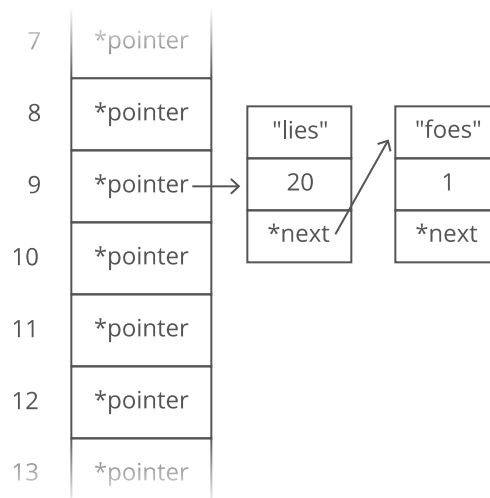 7 *pointer
8 *pointer
"lies" "foes"
9 *pointer 20 1
*next *next
10 *pointer
11 *pointer
12 *pointer
13 *pointer